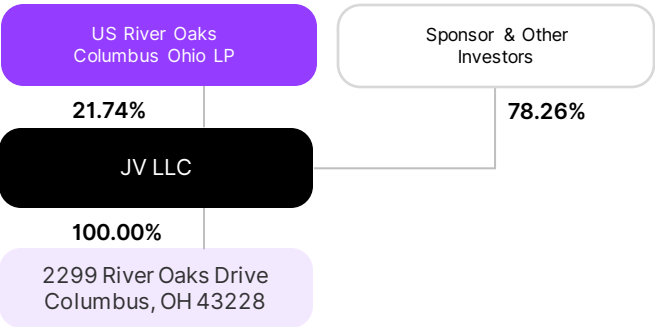 US River Oaks
Columbus Ohio LP
Sponsor & Other
Investors
21.74%
78.26%
JV LLC
100.00%
2299 River Oaks Drive
Columbus, OH 43228